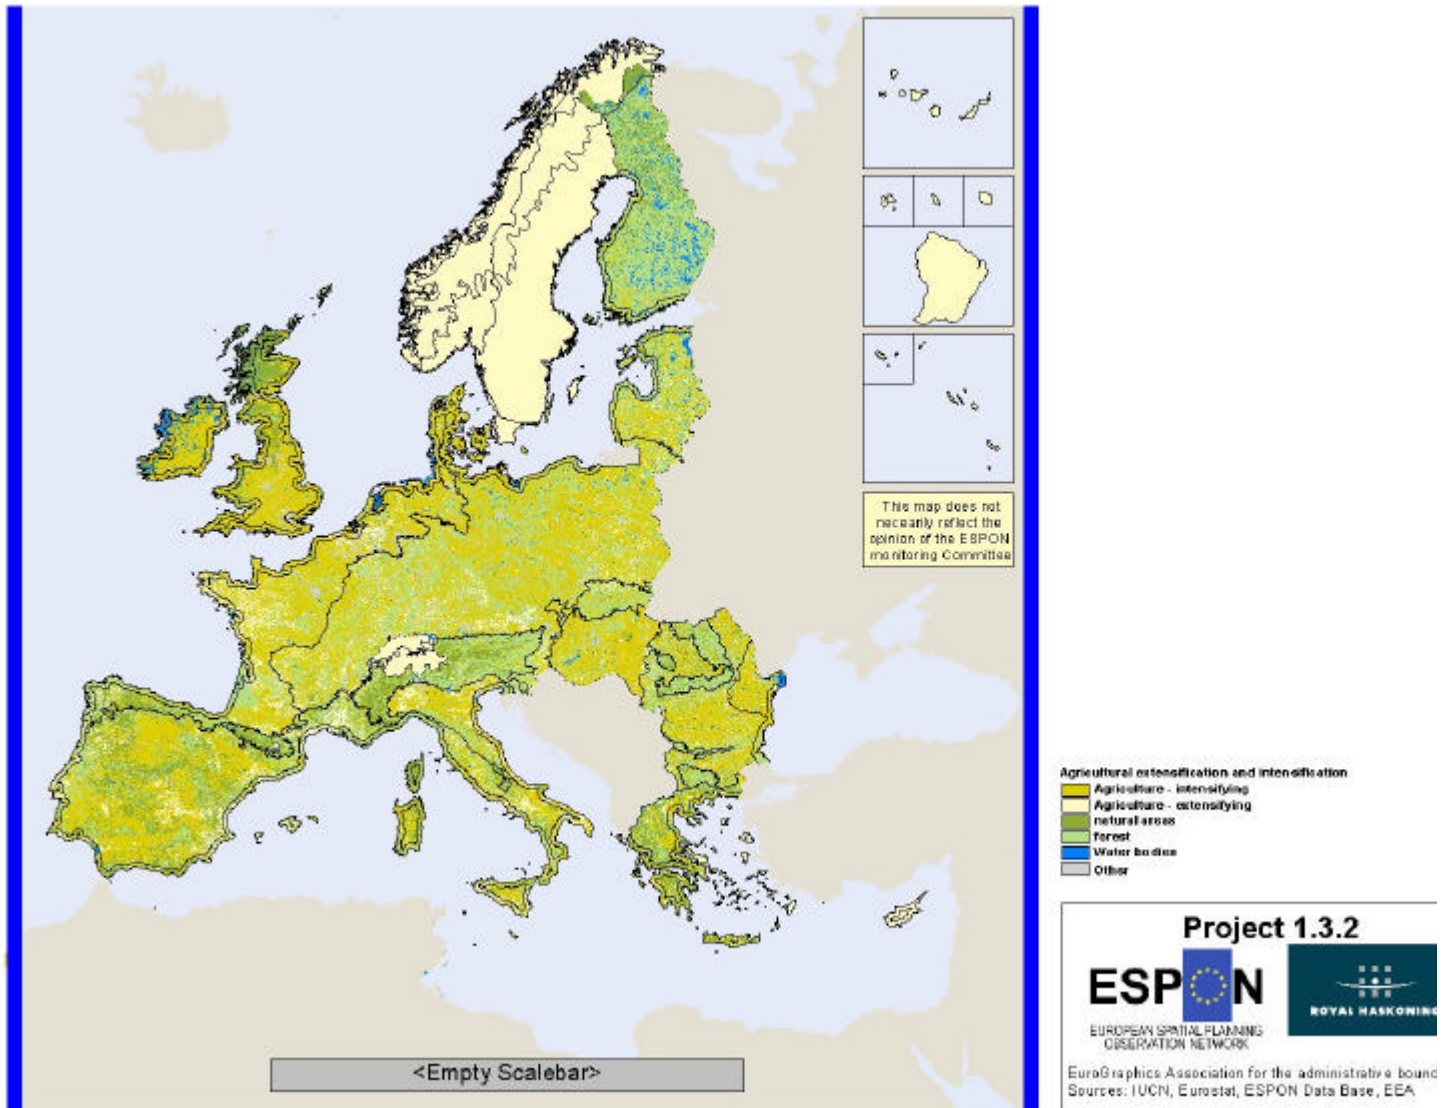 This map does not
necearily reflect the
opinion of the ESPON
monitoring Committee
Agricultural extensification and intensification
Agriculture - intensifying
Agriculture - extensifying
natural areas
forest
Water bodies
Other
Project 1.3.2
ESPON
EUROPEAN SPATIAL PLANNING
OBSERVATION NETWORK
ROYAL HASKONING
EuroGraphics Association for the administrative bound
Sources: IUCN, Eurostat, ESPON Data Base, EEA
<Empty Scalebar>